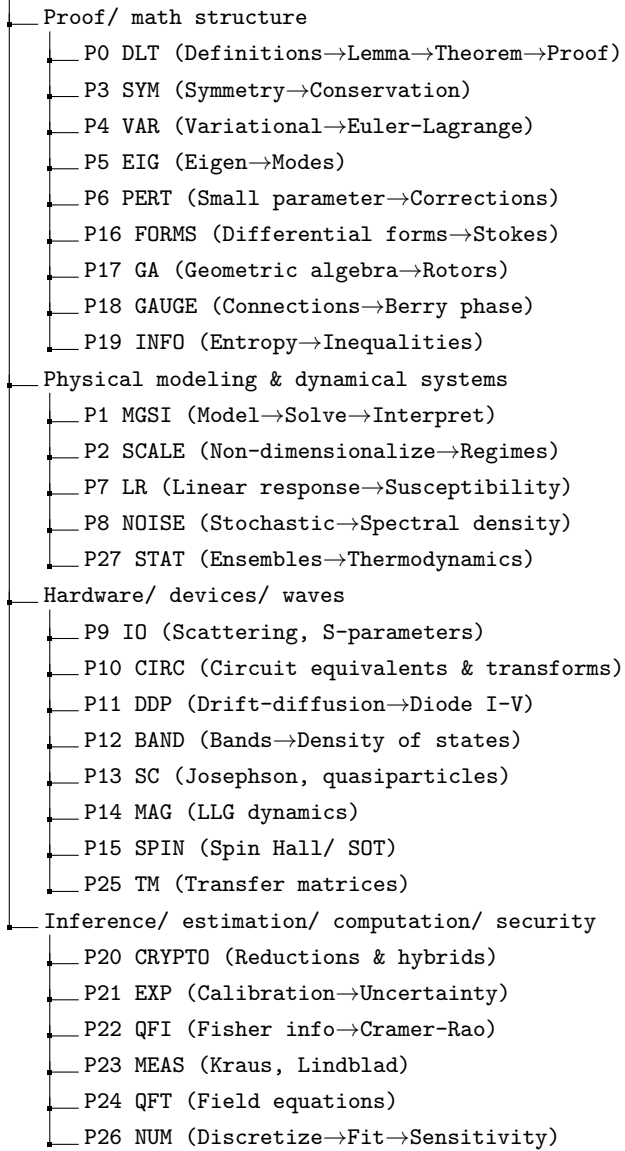 Proof/ math structure
P0 DLT (Definitions→Lemma→Theorem→Proof)
P3 SYM (Symmetry→Conservation)
P4 VAR (Variational→Euler-Lagrange)
P5 EIG (Eigen→Modes)
P6 PERT (Small parameter→Corrections)
P16 FORMS (Differential forms→Stokes)
P17 GA (Geometric algebra→Rotors)
P18 GAUGE (Connections→Berry phase)
P19 INFO (Entropy→Inequalities)
Physical modeling & dynamical systems
P1 MGSI (Model→Solve→Interpret)
P2 SCALE (Non-dimensionalize→Regimes)
P7 LR (Linear response→Susceptibility)
P8 NOISE (Stochastic→Spectral density)
P27 STAT (Ensembles→Thermodynamics)
Hardware/ devices/ waves
P9 IO (Scattering, S-parameters)
P10 CIRC (Circuit equivalents & transforms)
P11 DDP (Drift-diffusion→Diode I-V)
P12 BAND (Bands→Density of states)
P13 SC (Josephson, quasiparticles)
P14 MAG (LLG dynamics)
P15 SPIN (Spin Hall/ SOT)
P25 TM (Transfer matrices)
Inference/ estimation/ computation/ security
P20 CRYPTO (Reductions & hybrids)
P21 EXP (Calibration→Uncertainty)
P22 QFI (Fisher info→Cramer-Rao)
P23 MEAS (Kraus, Lindblad)
P24 QFT (Field equations)
P26 NUM (Discretize→Fit→Sensitivity)